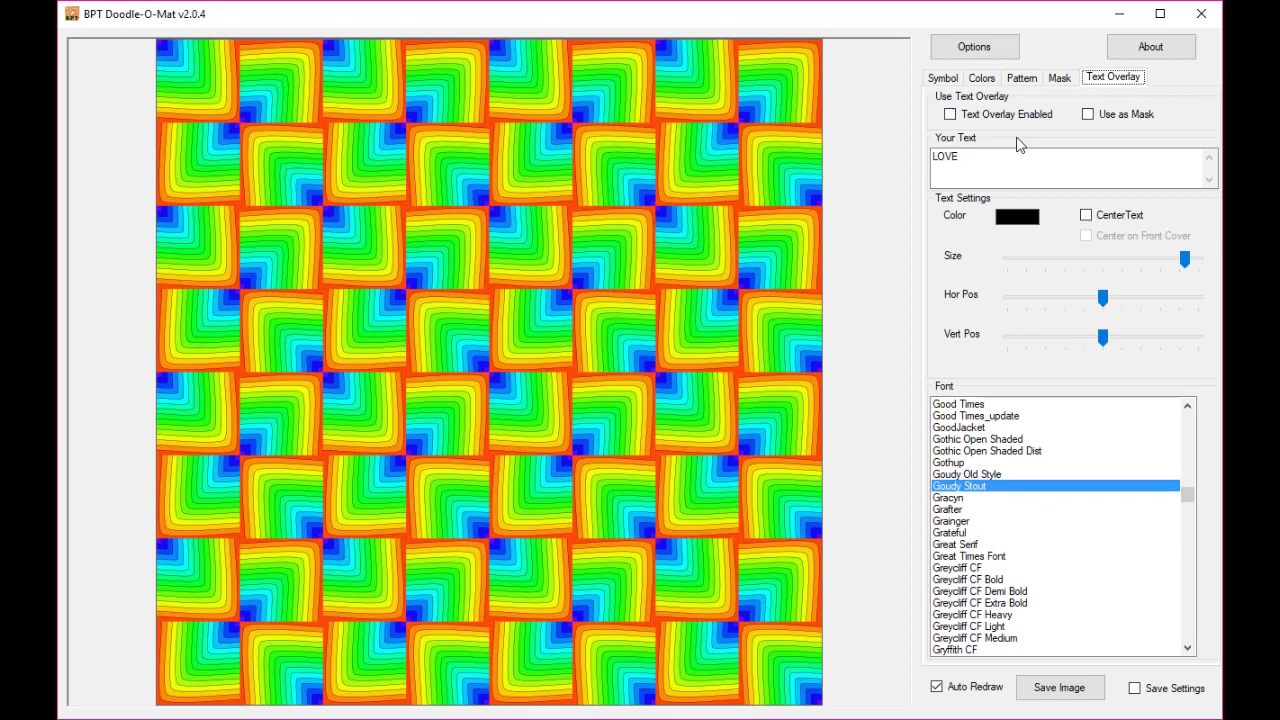 BPT Doodle-O-Mat v2.0.4
Options
About
Symbol
Colors
Pattern
Mask
Text Overlay
Use Text Overlay
Text Overlay Enabled
Use as Mask
Your Text
LOVE
Text Settings
Color
CenterText
Center on Front Cover
Size
Hor Pos
Vert Pos
Font
Good Times
Good Times_update
GoodJacket
Gothic Open Shaded
Gothic Open Shaded Dist
Gothup
Goudy Old Style
Goudy Stout
Gracyn
Grafter
Grainger
Grateful
Great Serif
Great Times Font
Greycliff CF
Greycliff CF Bold
Greycliff CF Demi Bold
Greycliff CF Extra Bold
Greycliff CF Heavy
Greycliff CF Light
Greycliff CF Medium
Gryffith CF
Auto Redraw
Save Image
Save Settings